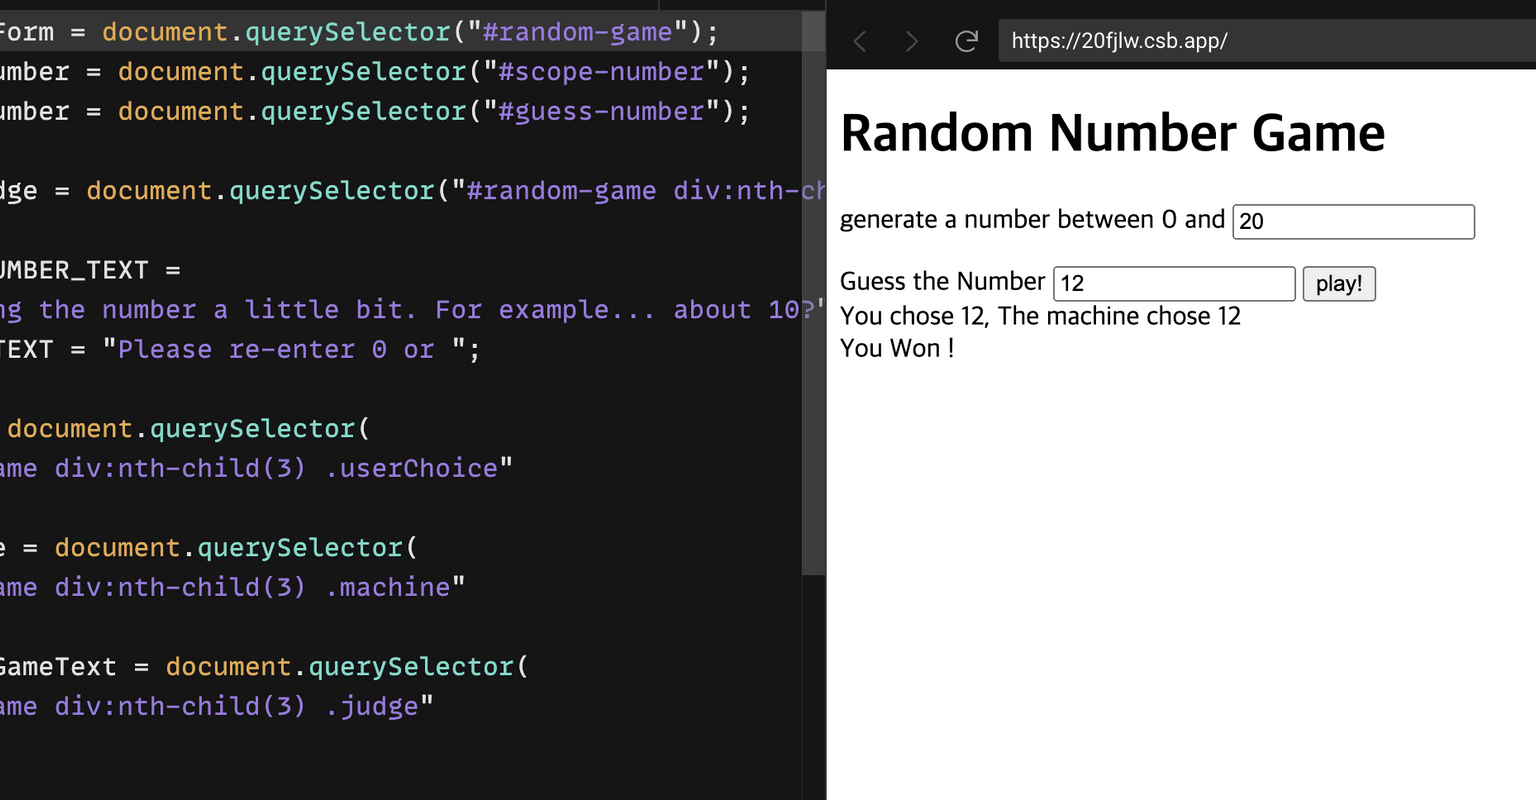 Form = document.querySelector("#random-game");
umber = document.querySelector("#scope-number");
umber = document.querySelector("#guess-number");
dge = document.querySelector("#random-game div:nth-ch
UMBER_TEXT =
ng the number a little bit. For example... about 10?"
TEXT = "Please re-enter 0 or ";
document.querySelector(
ame div:nth-child(3) .userChoice"
e = document.querySelector(
ame div:nth-child(3) .machine"
GameText = document.querySelector(
ame div:nth-child(3) .judge"
https://20fjlw.csb.app/
Random Number Game
generate a number between 0 and 20
Guess the Number 12 play!
You chose 12, The machine chose 12
You Won !